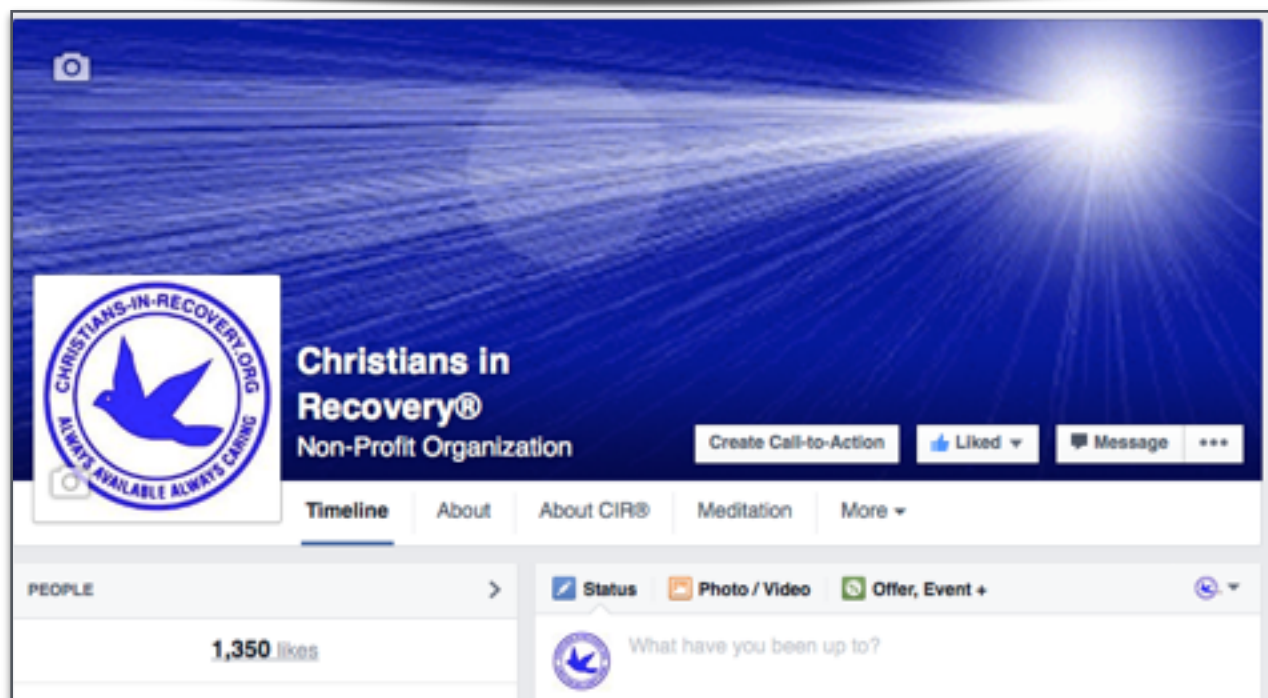 CHRISTIANS-IN-RECOVERY.ORG
ALWAYS AVAILABLE ALWAYS CARING
Christians in
Recovery®
Non-Profit Organization
Create Call-to-Action
Liked
Message
Timeline
About
About CIR®
Meditation
More
PEOPLE
1,350 likes
Status
Photo / Video
Offer, Event +
What have you been up to?